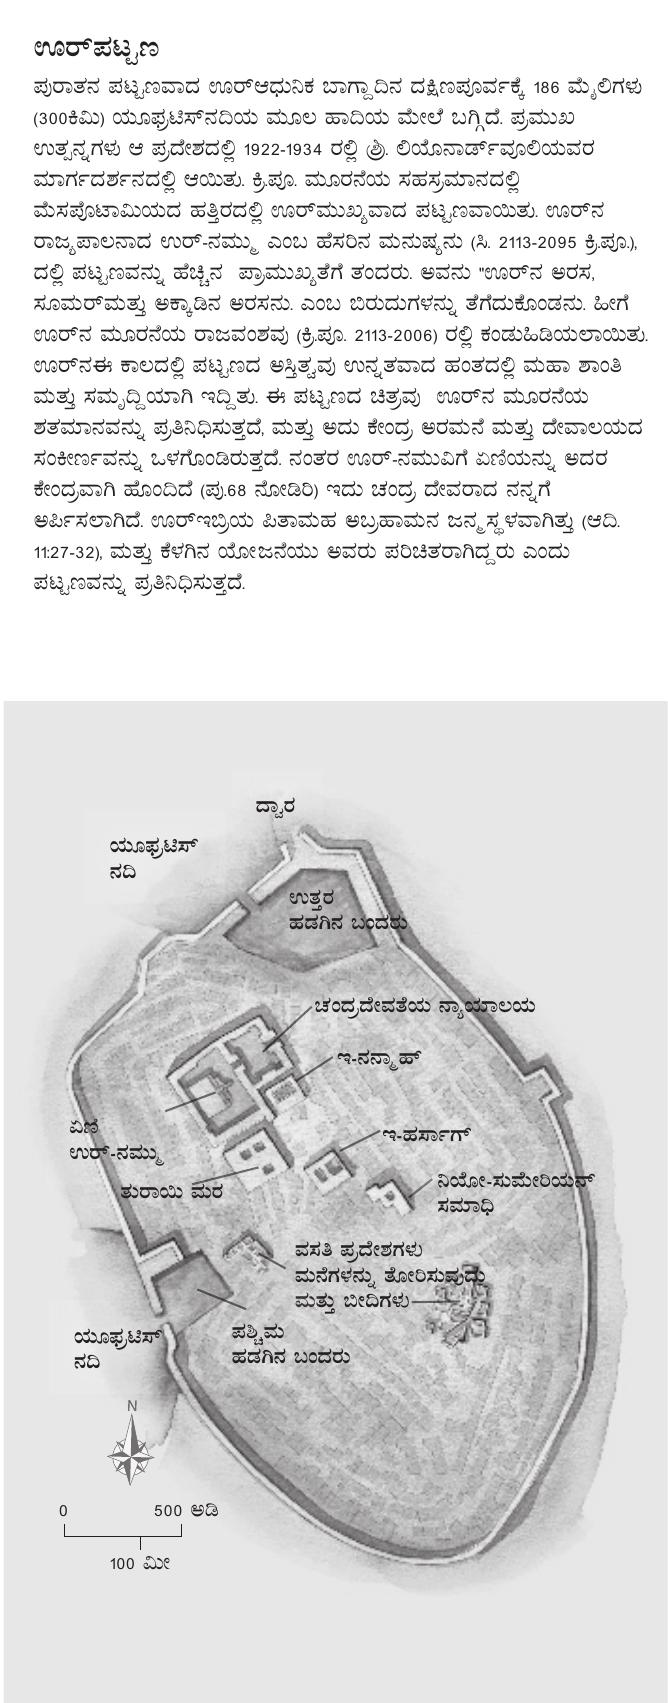 ಊರ್‌ಪಟ್ಟಣ
ಪುರಾತನ ಪಟ್ಟಣವಾದ ಊರ್‌ಆಧುನಿಕ ಬಾಗ್ದಾದಿನ ದಕ್ಷಿಣಪೂರ್ವಕ್ಕೆ 186 ಮೈಲಿಗಳು
(300ಕಿಮಿ) ಯೂಫ್ರಟಿಸ್‌ನದಿಯ ಮೂಲ ಹಾದಿಯ ಮೇಲೆ ಬಗ್ಗಿದೆ. ಪ್ರಮುಖ
ಉತ್ಪನ್ನಗಳು ಆ ಪ್ರದೇಶದಲ್ಲಿ 1922-1934 ರಲ್ಲಿ ಶ್ರಿ. ಲಿಯೊನಾರ್ಡ್‌ವೂಲಿಯವರ
ಮಾರ್ಗದರ್ಶನದಲ್ಲಿ ಆಯಿತು. ಕ್ರಿ.ಪೂ. ಮೂರನೆಯ ಸಹಸ್ರಮಾನದಲ್ಲಿ
ಮೆಸಪೊಟಾಮಿಯದ ಹತ್ತಿರದಲ್ಲಿ ಊರ್‌ಮುಖ್ಯವಾದ ಪಟ್ಟಣವಾಯಿತು. ಊರ್‌ನ
ರಾಜ್ಯಪಾಲನಾದ ಉರ್-ನಮ್ಮು ಎಂಬ ಹೆಸರಿನ ಮನುಷ್ಯನು (ಸಿ. 2113-2095 ಕ್ರಿ.ಪೂ.),
ದಲ್ಲಿ ಪಟ್ಟಣವನ್ನು ಹೆಚ್ಚಿನ ಪ್ರಾಮುಖ್ಯತೆಗೆ ತಂದರು. ಅವನು "ಊರ್‌ನ ಅರಸ,
ಸೂಮರ್‌ಮತ್ತು ಅಕ್ಕಾಡಿನ ಅರಸನು. ಎಂಬ ಬಿರುದುಗಳನ್ನು ತೆಗೆದುಕೊಂಡನು. ಹೀಗೆ
ಊರ್‌ನ ಮೂರನೆಯ ರಾಜವಂಶವು (ಕ್ರಿ.ಪೂ. 2113-2006) ರಲ್ಲಿ ಕಂಡುಹಿಡಿಯಲಾಯಿತು.
ಊರ್‌ನಈ ಕಾಲದಲ್ಲಿ ಪಟ್ಟಣದ ಅಸ್ತಿತ್ವವು ಉನ್ನತವಾದ ಹಂತದಲ್ಲಿ ಮಹಾ ಶಾಂತಿ
ಮತ್ತು ಸಮೃದ್ದಿಯಾಗಿ ಇದ್ದಿತು. ಈ ಪಟ್ಟಣದ ಚಿತ್ರವು ಊರ್‌ನ ಮೂರನೆಯ
ಶತಮಾನವನ್ನು ಪ್ರತಿನಿಧಿಸುತ್ತದೆ, ಮತ್ತು ಅದು ಕೇಂದ್ರ ಅರಮನೆ ಮತ್ತು ದೇವಾಲಯದ
ಸಂಕೀರ್ಣವನ್ನು ಒಳಗೊಂಡಿರುತ್ತದೆ. ನಂತರ ಊರ್-ನಮುವಿಗೆ ಏಣಿಯನ್ನು ಅದರ
ಕೇಂದ್ರವಾಗಿ ಹೊಂದಿದೆ (ಪು.68 ನೋಡಿರಿ) ಇದು ಚಂದ್ರ ದೇವರಾದ ನನ್ನಗೆ
ಅರ್ಪಿಸಲಾಗಿದೆ. ಊರ್‌ಇಬ್ರಿಯ ಪಿತಾಮಹ ಅಬ್ರಹಾಮನ ಜನ್ಮಸ್ಥಳವಾಗಿತ್ತು (ಆದಿ.
11:27-32), ಮತ್ತು ಕೆಳಗಿನ ಯೋಜನೆಯು ಅವರು ಪರಿಚಿತರಾಗಿದ್ದರು ಎಂದು
ಪಟ್ಟಣವನ್ನು ಪ್ರತಿನಿಧಿಸುತ್ತದೆ.
ದ್ವಾರ
ಯೂಫ್ರಟಿಸ್
ನದಿ
ಉತ್ತರ
ಹಡಗಿನ ಬಂದರು
ಚಂದ್ರದೇವತೆಯ ನ್ಯಾಯಾಲಯ
ಇ-ನನ್ಮಾಹ್
ಏಣಿ
ಉರ್-ನಮ್ಮು
ಇ-ಹರ್ಸಾಗ್
ತುರಾಯಿ ಮರ
ನಿಯೋ-ಸುಮೇರಿಯನ್
ಸಮಾಧಿ
ವಸತಿ ಪ್ರದೇಶಗಳು
ಮನೆಗಳನ್ನು ತೋರಿಸುವುದು
ಮತ್ತು ಬೀದಿಗಳು
ಯೂಫ್ರಟಿಸ್
ನದಿ
ಪಶ್ಚಿಮ
ಹಡಗಿನ ಬಂದರು
N
0 500 ಅಡಿ
100 ಮೀ